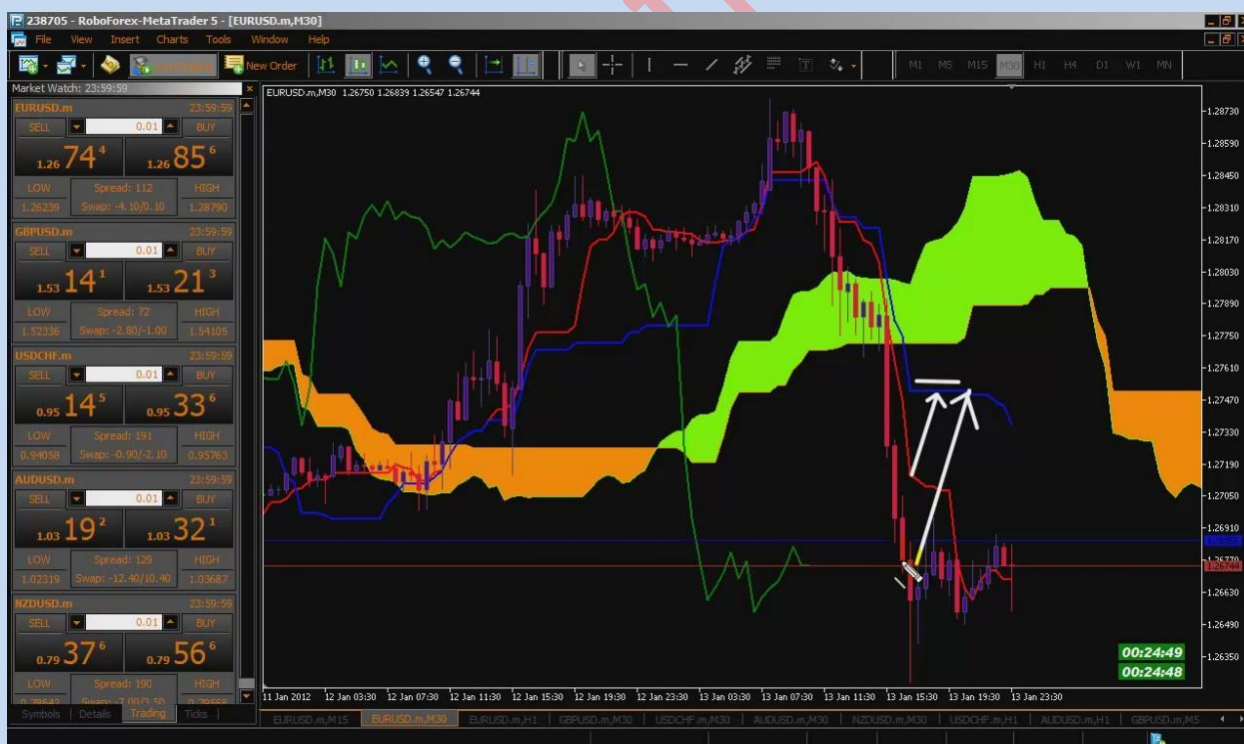 238705 - RoboForex-MetaTrader 5 - [EURUSD.m,M30]
File View Insert Charts Tools Window Help
New Order M1 M5 M15 M30 H1 H4 D1 W1 MN
Market Watch: 23:59:59
EURUSD.m 23:59:59
SELL 0.01 BUY
1.26 74 4 1.26 85 6
LOW Spread: 112 HIGH
1.26239 Swap: -4.10/0.10 1.28790
GBPUSD.m 23:59:59
SELL 0.01 BUY
1.53 14 1 1.53 21 3
LOW Spread: 72 HIGH
1.52336 Swap: -2.80/-1.00 1.54105
USDCHF.m 23:59:59
SELL 0.01 BUY
0.95 14 5 0.95 33 6
LOW Spread: 191 HIGH
0.94058 Swap: -0.90/-2.10 0.95763
AUDUSD.m 23:59:59
SELL 0.01 BUY
1.03 19 2 1.03 32 1
LOW Spread: 129 HIGH
1.02319 Swap: -12.40/10.40 1.03687
NZDUSD.m 23:59:59
SELL 0.01 BUY
0.79 37 6 0.79 56 6
LOW Spread: 190 HIGH
Symbols Details Trading Ticks
EURUSD.m,M30 1.26750 1.26839 1.26547 1.26744
1.28730
1.28590
1.28450
1.28310
1.28170
1.28030
1.27890
1.27750
1.27610
1.27470
1.27330
1.27190
1.27050
1.26910
1.26770
1.26744
1.26630
1.26490
1.26350
00:24:49
00:24:48
11 Jan 2012 12 Jan 03:30 12 Jan 07:30 12 Jan 11:30 12 Jan 15:30 12 Jan 19:30 12 Jan 23:30 13 Jan 03:30 13 Jan 07:30 13 Jan 11:30 13 Jan 15:30 13 Jan 19:30 13 Jan 23:30
EURUSD.m,M15 EURUSD.m,M30 EURUSD.m,H1 GBPUSD.m,M30 USDCHF.m,M30 AUDUSD.m,M30 NZDUSD.m,M30 USDCHF.m,H1 AUDUSD.m,H1 GBPUSD.m,M5